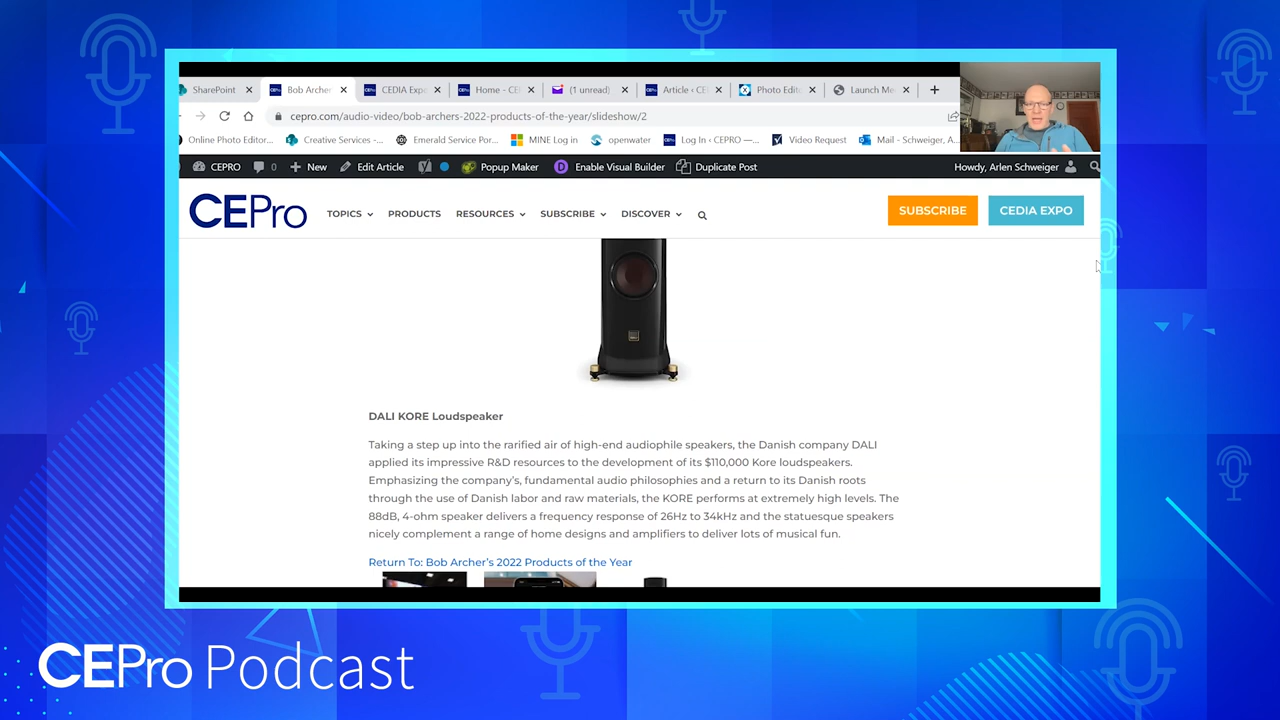 SharePoint
Bob Archer
CEDIA Exp
Home - CE
(1 unread)
Article ‹ CE
Photo Edit
Launch Me
cepro.com/audio-video/bob-archers-2022-products-of-the-year/slideshow/2
Online Photo Editor...
Creative Services -...
Emerald Service Por...
MINE Log in
openwater
Log In ‹ CEPRO —...
Video Request
Mail - Schweiger, A...
CEPRO
0
New
Edit Article
Popup Maker
Enable Visual Builder
Duplicate Post
Howdy, Arlen Schweiger
CEPro
TOPICS
PRODUCTS
RESOURCES
SUBSCRIBE
DISCOVER
SUBSCRIBE
CEDIA EXPO
DALI KORE Loudspeaker
Taking a step up into the rarified air of high-end audiophile speakers, the Danish company DALI
applied its impressive R&D resources to the development of its $110,000 Kore loudspeakers.
Emphasizing the company's, fundamental audio philosophies and a return to its Danish roots
through the use of Danish labor and raw materials, the KORE performs at extremely high levels. The
88dB, 4-ohm speaker delivers a frequency response of 26Hz to 34kHz and the statuesque speakers
nicely complement a range of home designs and amplifiers to deliver lots of musical fun.
Return To: Bob Archer's 2022 Products of the Year
CEPro Podcast